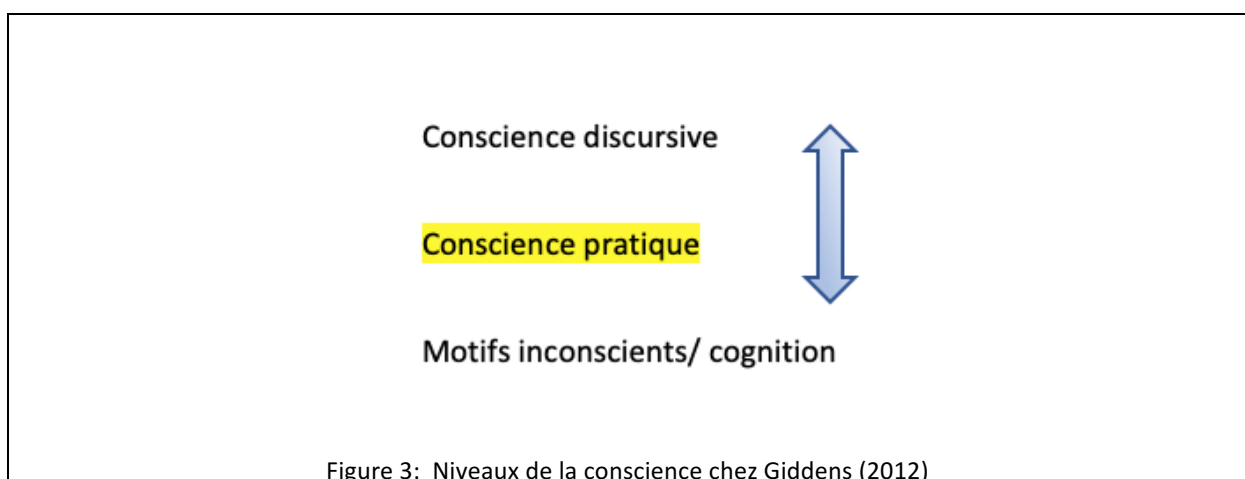 Conscience discursive
Conscience pratique
Motifs inconscients/ cognition
Figure 3: Niveaux de la conscience chez Giddens (2012)